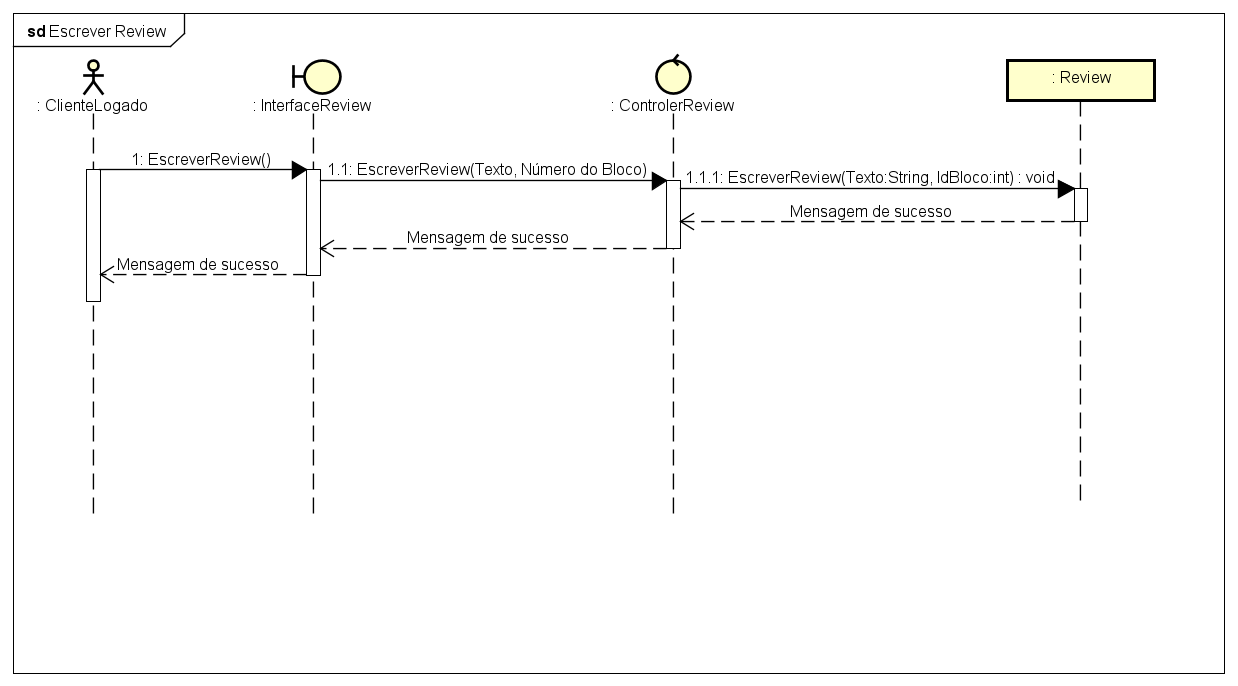 sd Escrever Review
: ClienteLogado
: InterfaceReview
: ControlerReview
: Review
1: EscreverReview()
1.1: EscreverReview(Texto, Número do Bloco)
1.1.1: EscreverReview(Texto:String, IdBloco:int) : void
Mensagem de sucesso
Mensagem de sucesso
Mensagem de sucesso